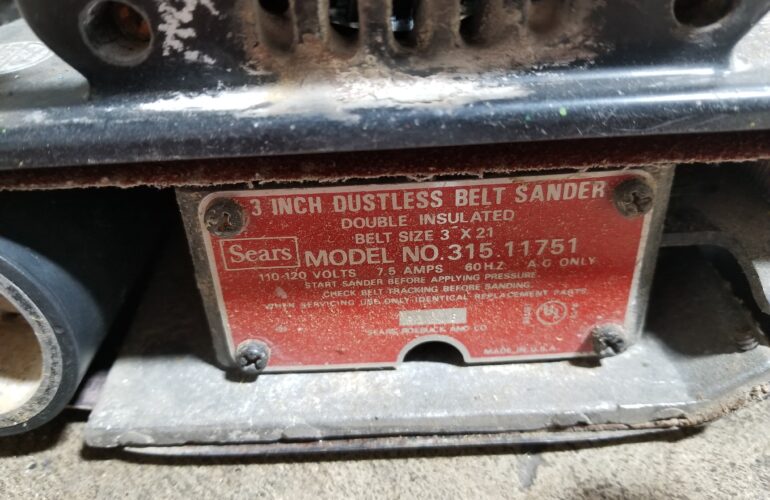 3 INCH DUSTLESS BELT SANDER
DOUBLE INSULATED
BELT SIZE 3" X 21
Sears
MODEL NO. 315.11751
110-120 VOLTS 7.5 AMPS 60 HZ. A-C ONLY
START SANDER BEFORE APPLYING PRESSURE.
CHECK BELT TRACKING BEFORE SANDING.
WHEN SERVICING USE ONLY IDENTICAL REPLACEMENT PARTS.
UL
SEARS, ROEBUCK AND CO.
MADE IN U.S.A.